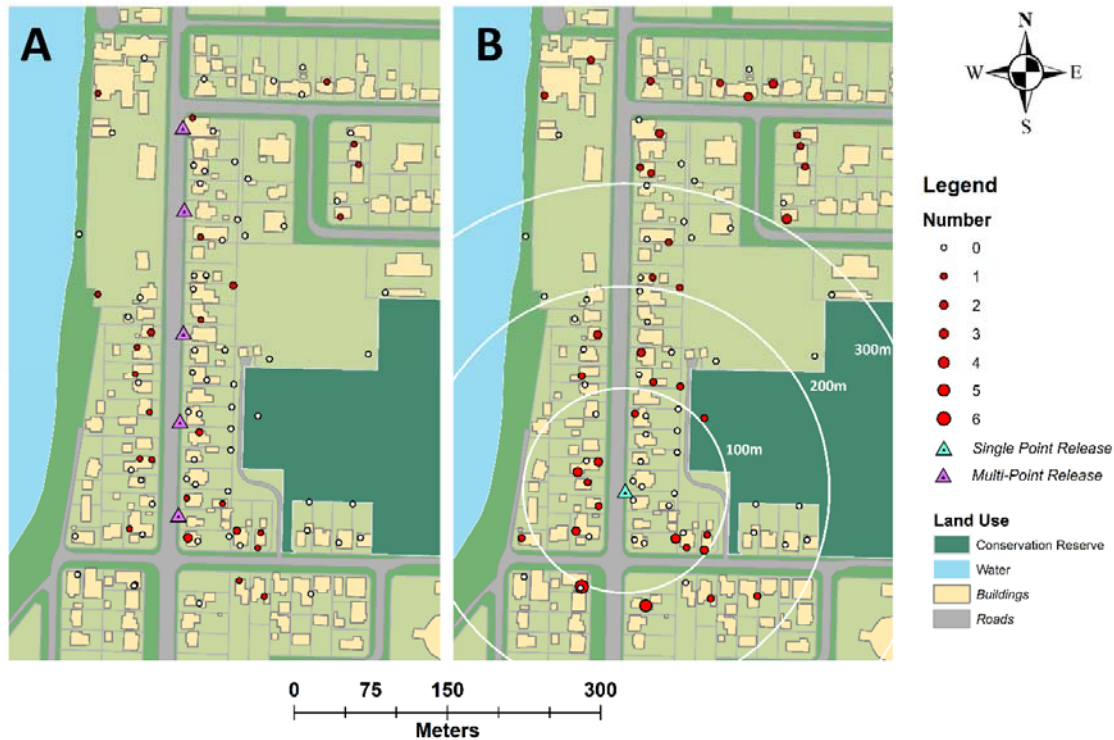 A
B
N
W
E
S
300m
200m
100m
Legend
Number
0
1
2
3
4
5
6
Single Point Release
Multi-Point Release
Land Use
Conservation Reserve
Water
Buildings
Roads
0 75 150 300
Meters